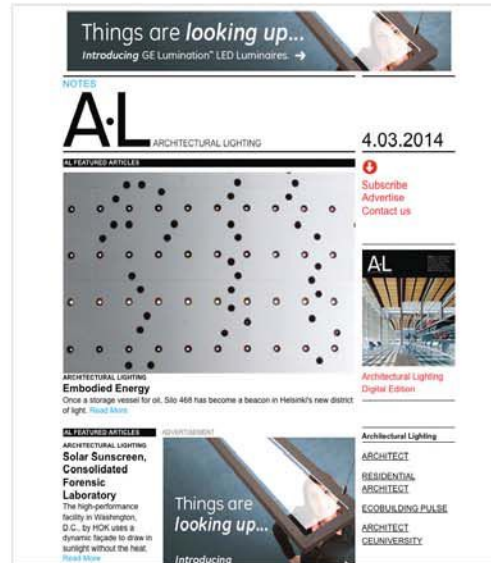 Things are looking up...
Introducing GE Lumination™ LED Luminaires. →
NOTES
A·L ARCHITECTURAL LIGHTING
4.03.2014
AL FEATURED ARTICLES
Subscribe
Advertise
Contact us
A·L
Architectural Lighting
Digital Edition
ARCHITECTURAL LIGHTING
Embodied Energy
Once a storage vessel for oil, Silo 468 has become a beacon in Helsinki's new district
of light. Read More
AL FEATURED ARTICLES
ARCHITECTURAL LIGHTING
Solar Sunscreen,
Consolidated
Forensic
Laboratory
The high-performance
facility in Washington,
D.C., by HOK uses a
dynamic façade to draw in
sunlight without the heat.
Read More
ADVERTISEMENT
Things are
looking up...
Introducing
Architectural Lighting
ARCHITECT
RESIDENTIAL
ARCHITECT
ECOBUILDING PULSE
ARCHITECT
CEUNIVERSITY